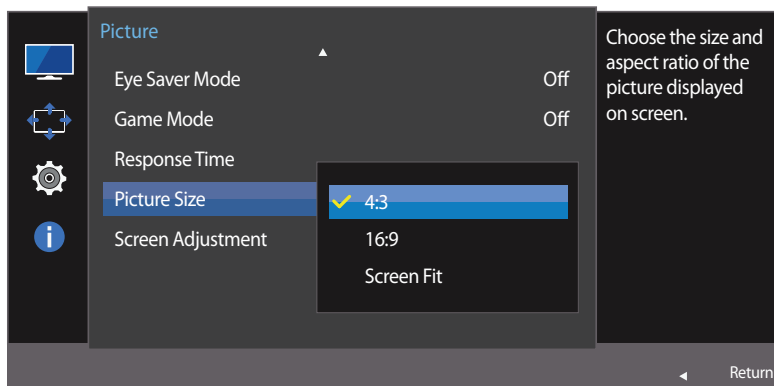 Picture
Eye Saver Mode Off
Game Mode Off
Response Time
Picture Size
Screen Adjustment
4:3
16:9
Screen Fit
Choose the size and
aspect ratio of the
picture displayed
on screen.
Return